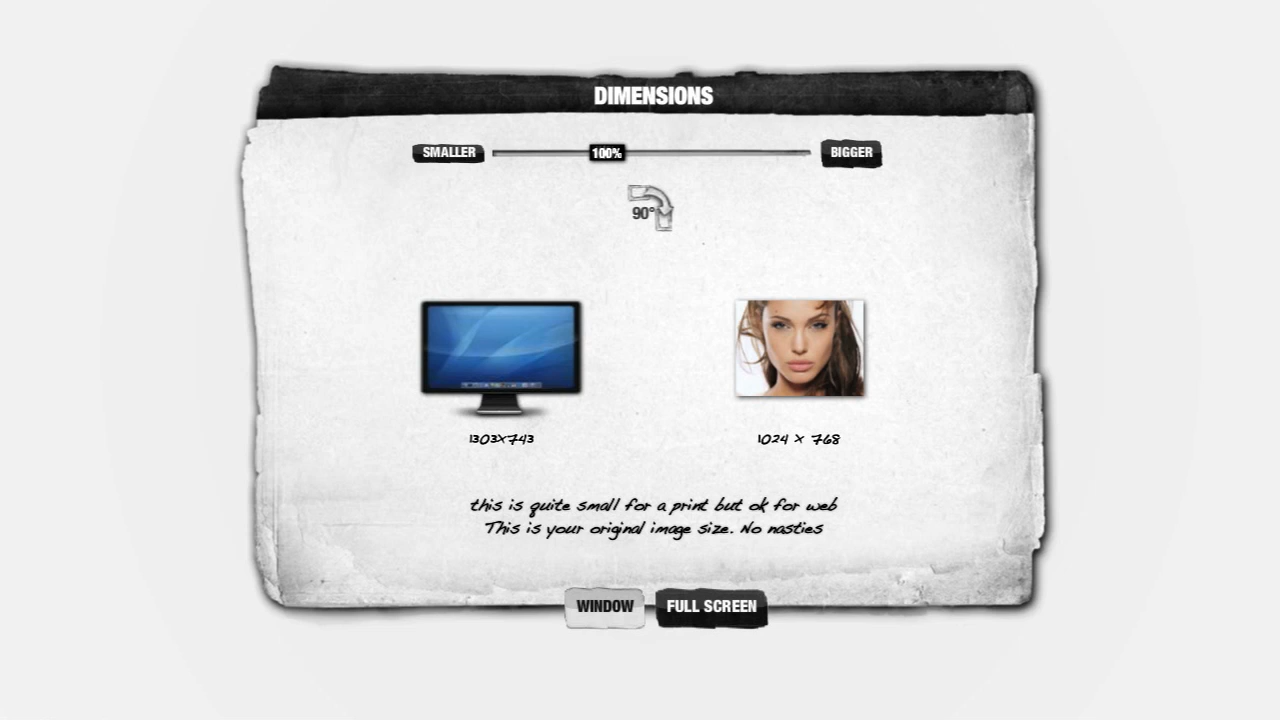 DIMENSIONS
SMALLER
100%
BIGGER
90°
1303x743
1024 x 768
this is quite small for a print but ok for web
This is your original image size. No nasties
WINDOW
FULL SCREEN